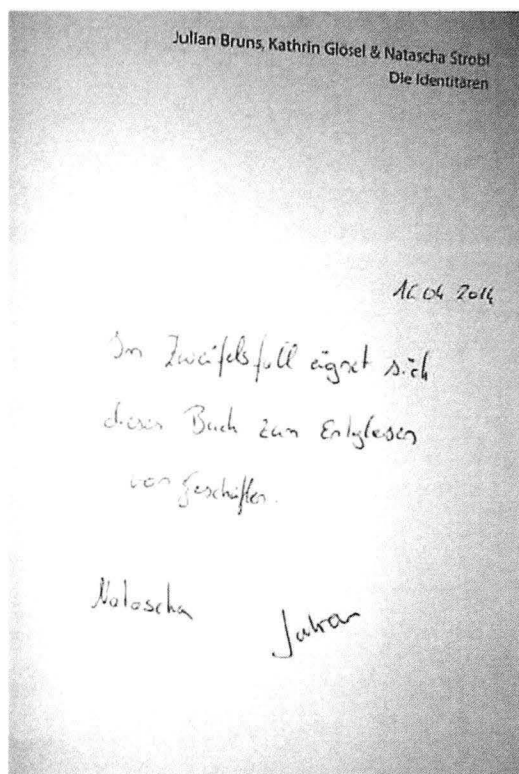 Julian Bruns, Kathrin Glösel & Natascha Strobl
Die Identitären
16 04 2014
Im Zweifelsfall eignet sich
dieses Buch zum Entglasen
von Geschäften.
Natascha
Julian